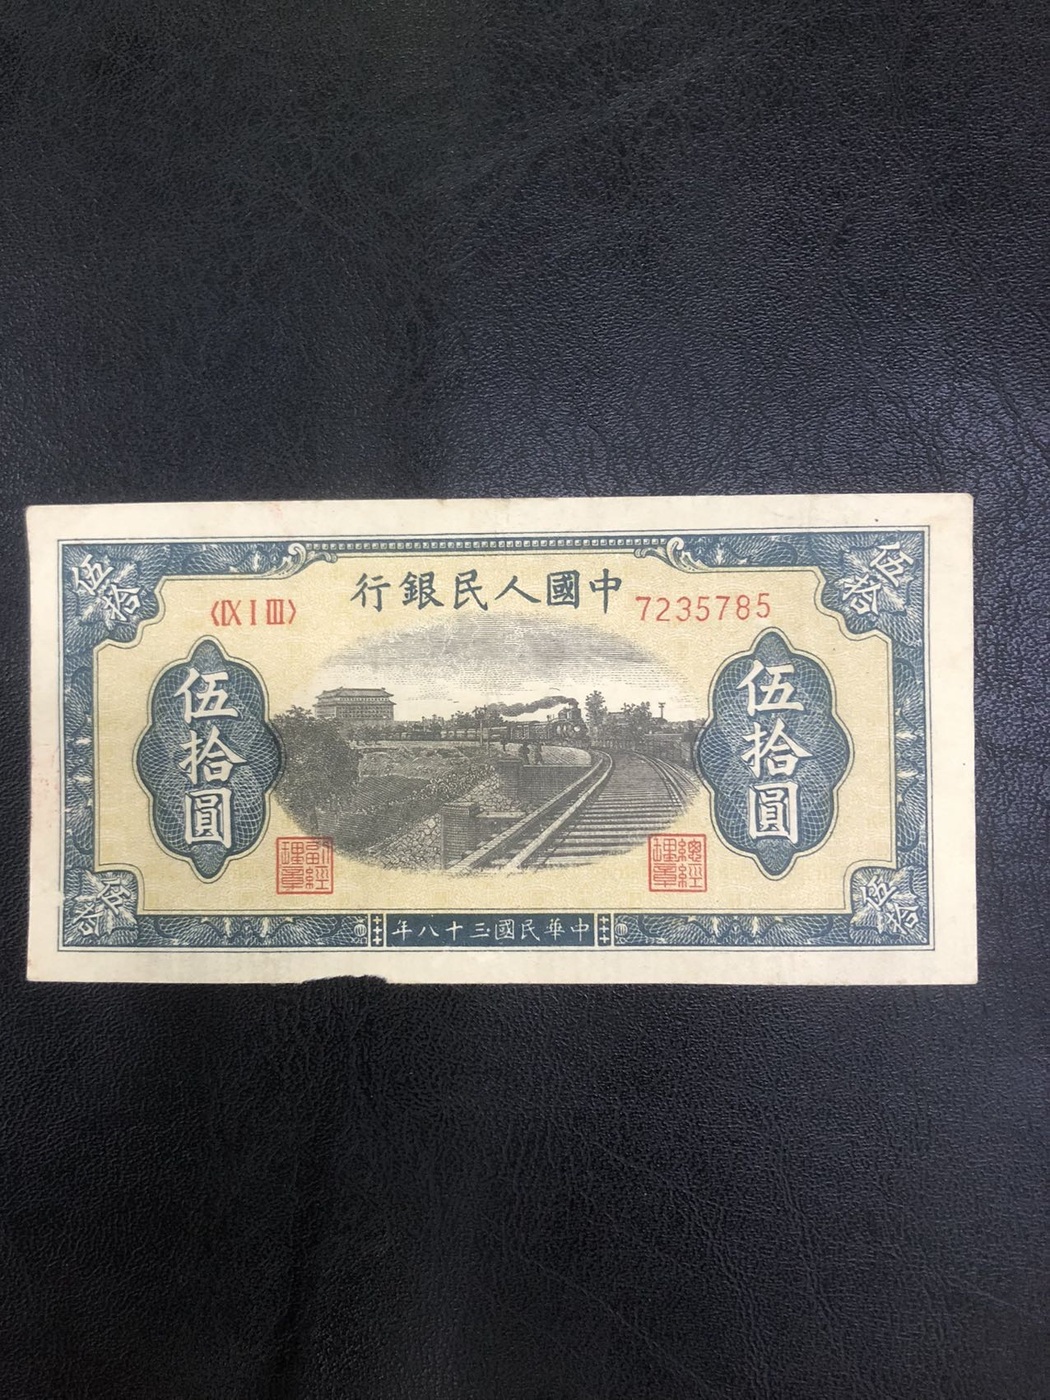 中國人民銀行
〈IX I III〉
7235785
伍拾
伍拾
伍拾圓
伍拾圓
副經理章
總經理章
伍拾
伍拾
中華民國三十八年